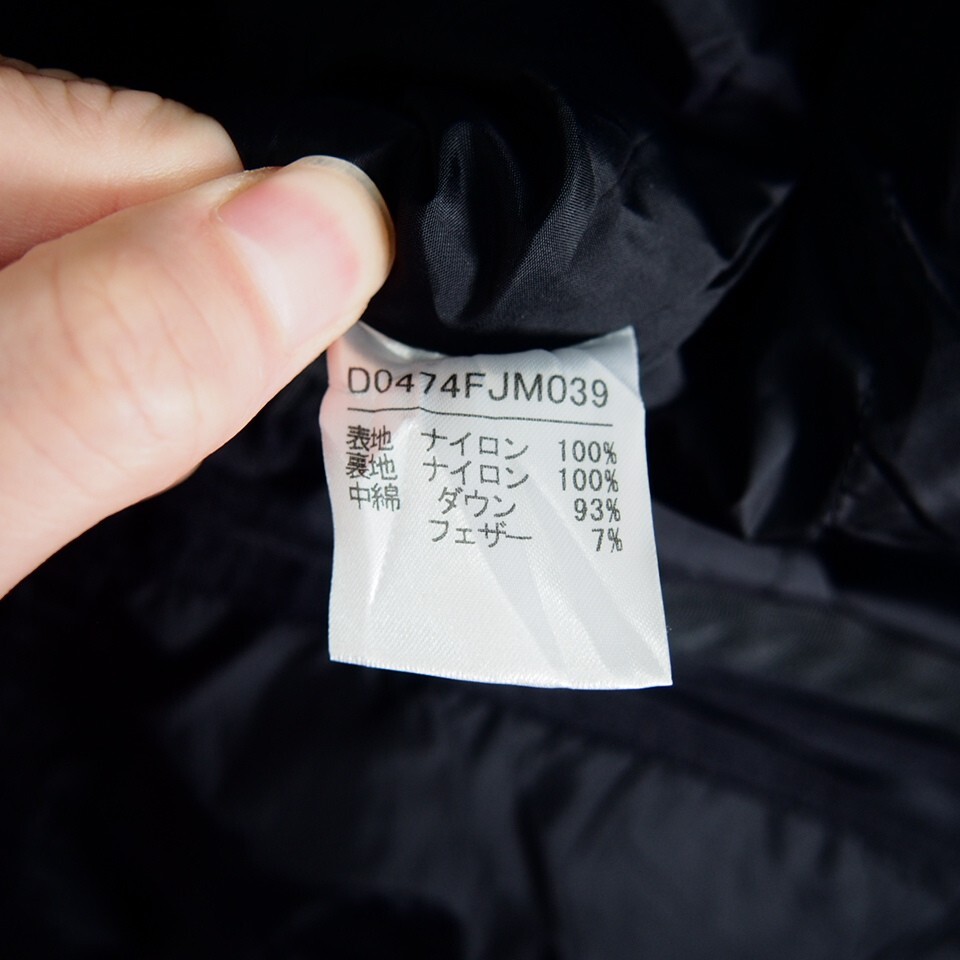 D0474FJM039
表地 ナイロン 100%
裏地 ナイロン 100%
中綿 ダウン 93%
フェザー 7%